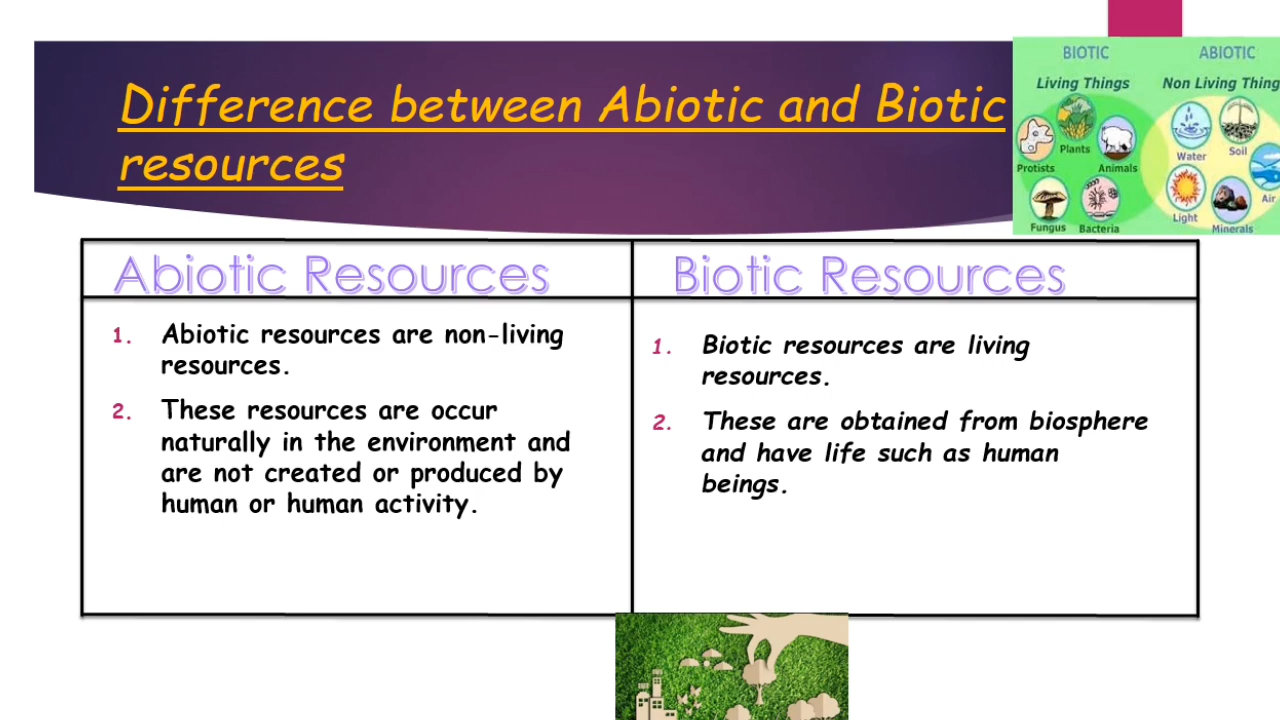 Difference between Abiotic and Biotic
resources
BIOTIC
ABIOTIC
Living Things
Non Living Thing
Plants
Protists
Animals
Fungus
Bacteria
Water
Soil
Air
Light
Minerals
Abiotic Resources
Biotic Resources
1. Abiotic resources are non-living
resources.
2. These resources are occur
naturally in the environment and
are not created or produced by
human or human activity.
1. Biotic resources are living
resources.
2. These are obtained from biosphere
and have life such as human
beings.